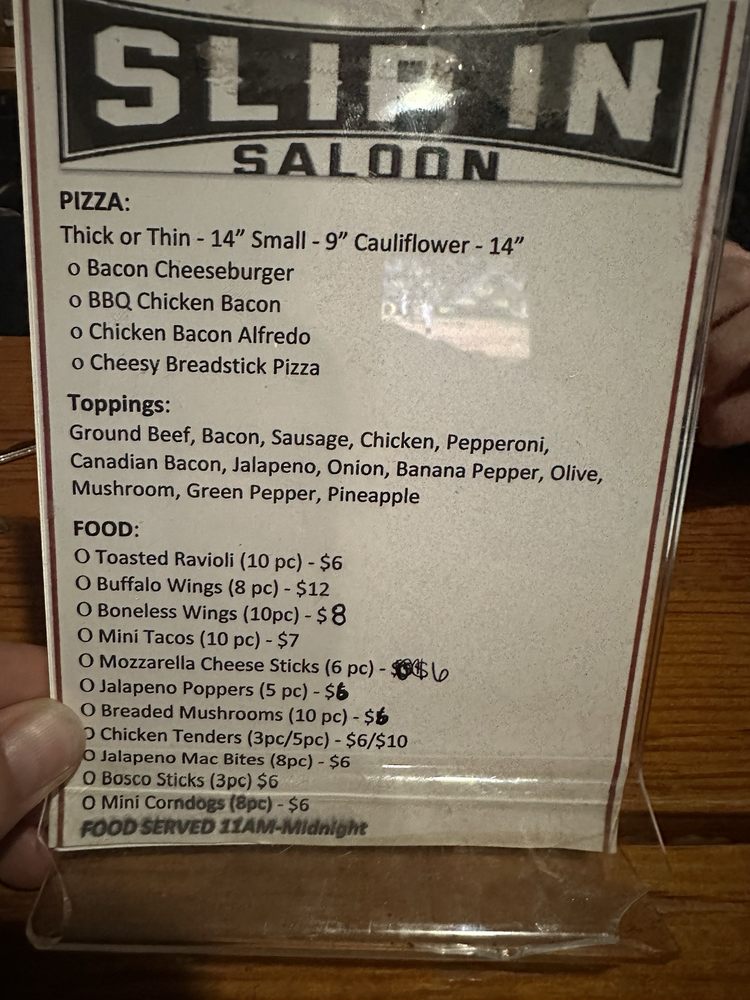 SLIP IN
SALOON
PIZZA:
Thick or Thin - 14” Small - 9” Cauliflower - 14”
o Bacon Cheeseburger
o BBQ Chicken Bacon
o Chicken Bacon Alfredo
o Cheesy Breadstick Pizza
Toppings:
Ground Beef, Bacon, Sausage, Chicken, Pepperoni,
Canadian Bacon, Jalapeno, Onion, Banana Pepper, Olive,
Mushroom, Green Pepper, Pineapple
FOOD:
O Toasted Ravioli (10 pc) - $6
O Buffalo Wings (8 pc) - $12
O Boneless Wings (10pc) - $8
O Mini Tacos (10 pc) - $7
O Mozzarella Cheese Sticks (6 pc) - $6
O Jalapeno Poppers (5 pc) - $6
O Breaded Mushrooms (10 pc) - $6
O Chicken Tenders (3pc/5pc) - $6/$10
O Jalapeno Mac Bites (8pc) - $6
O Bosco Sticks (3pc) $6
O Mini Corndogs (8pc) - $6
FOOD SERVED 11AM-Midnight